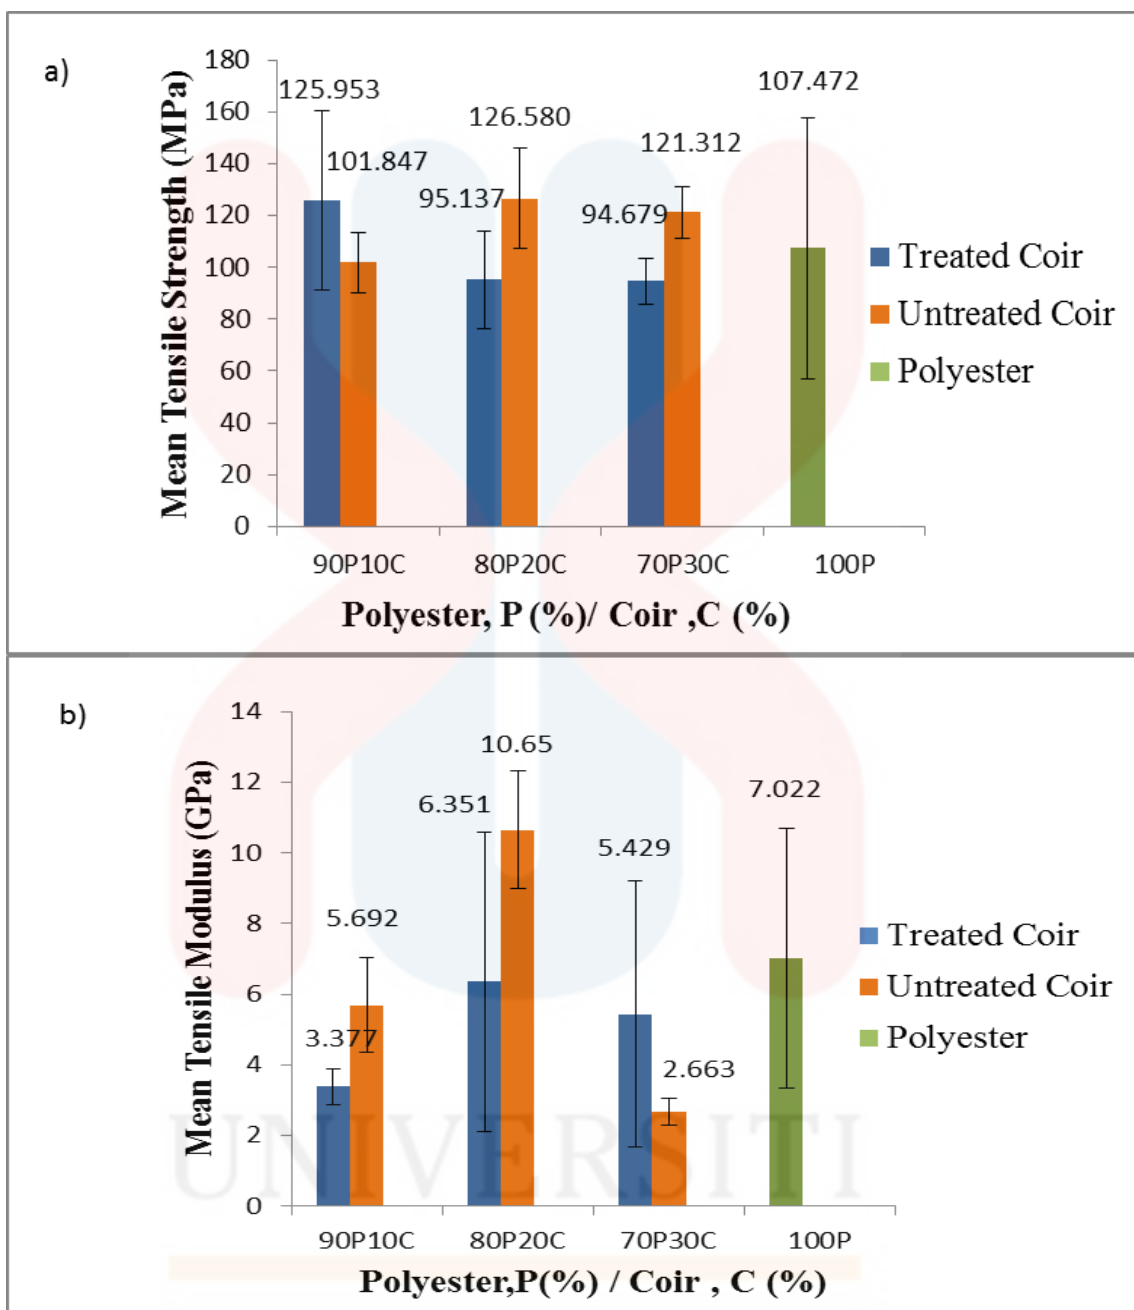 a)
Mean Tensile Strength (MPa)
180
160
140
120
100
80
60
40
20
0
125.953
101.847
95.137
126.580
94.679
121.312
107.472
90P10C 80P20C 70P30C 100P
Polyester, P (%)/ Coir ,C (%)
Treated Coir
Untreated Coir
Polyester
b)
Mean Tensile Modulus (GPa)
14
12
10
8
6
4
2
0
3.377
5.692
6.351
10.65
5.429
2.663
7.022
90P10C 80P20C 70P30C 100P
Polyester,P(%) / Coir , C (%)
Treated Coir
Untreated Coir
Polyester
UNIVERSITI